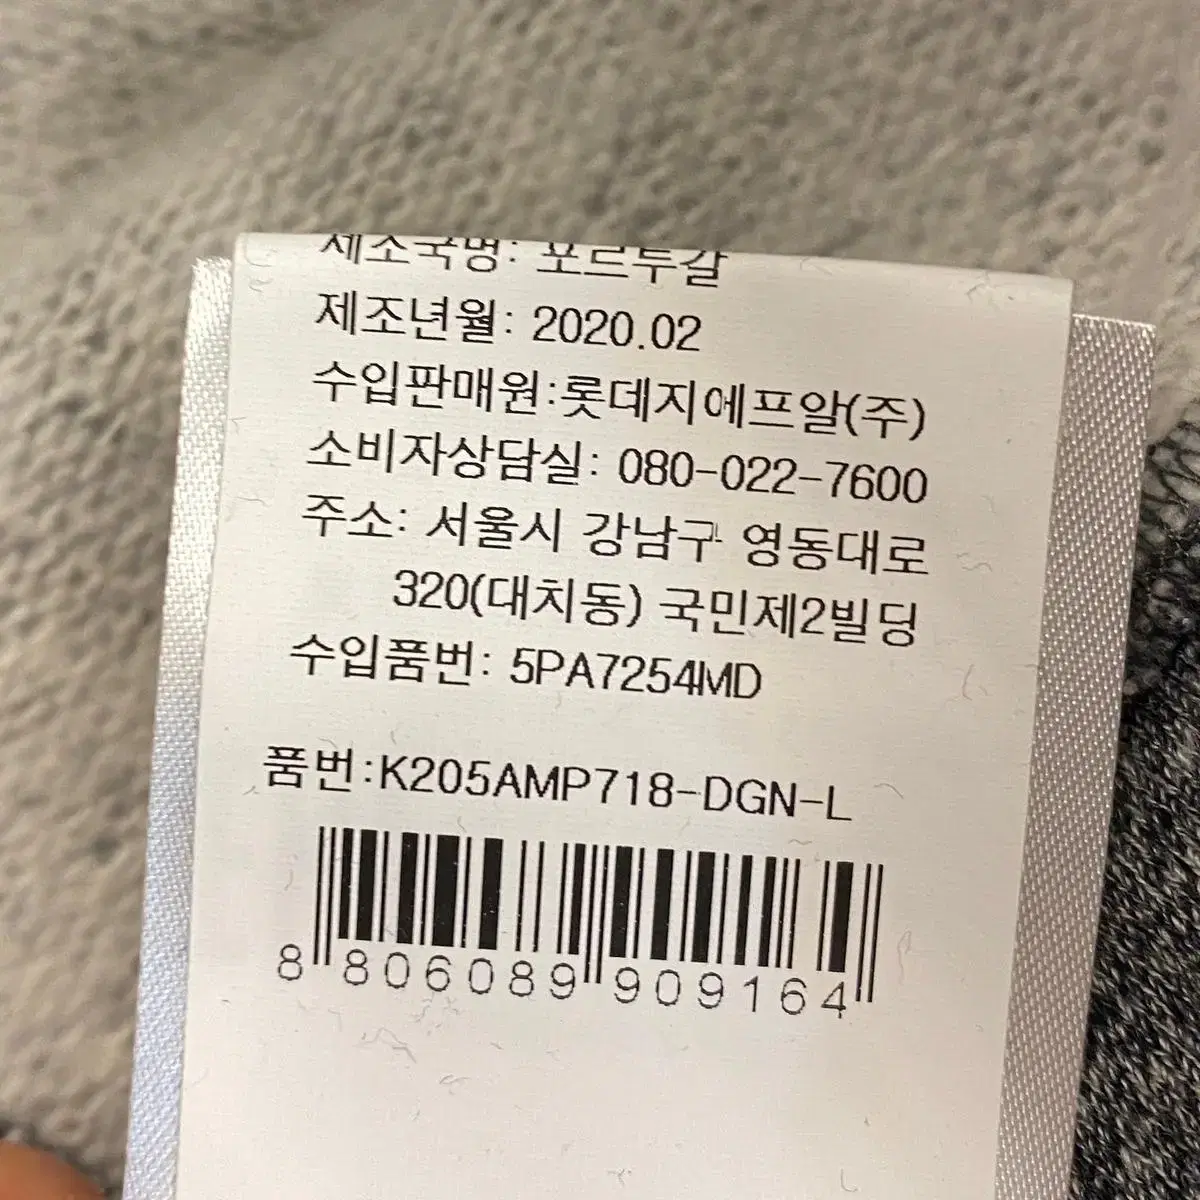 제조국명: 포르투갈
제조년월: 2020.02
수입판매원:롯데지에프알(주)
소비자상담실: 080-022-7600
주소: 서울시 강남구 영동대로
320(대치동) 국민제2빌딩
수입품번: 5PA7254MD
품번:K205AMP718-DGN-L
8 806089 909164